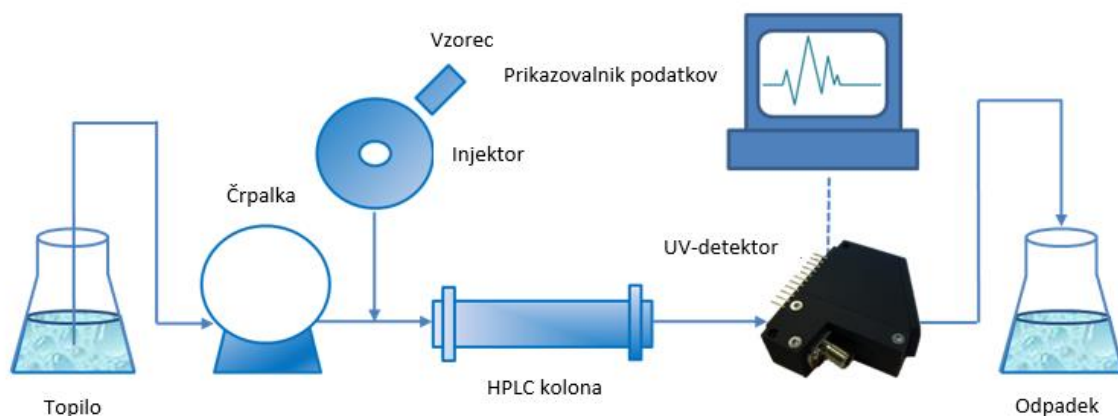 Vzorec
Prikazovalnik podatkov
Injektor
Črpalka
UV-detektor
HPLC kolona
Topilo
Odpadek